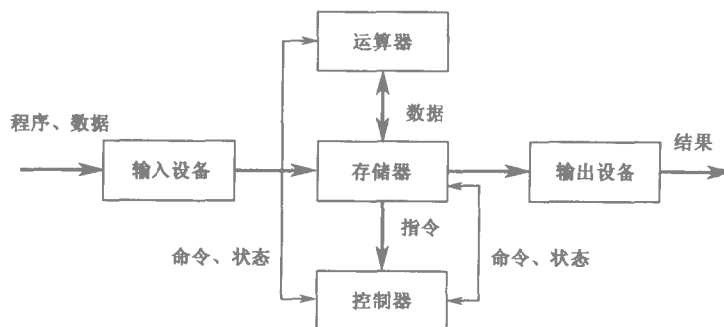 运算器
程序、数据
数据
结果
输入设备
存储器
输出设备
指令
命令、状态
命令、状态
控制器